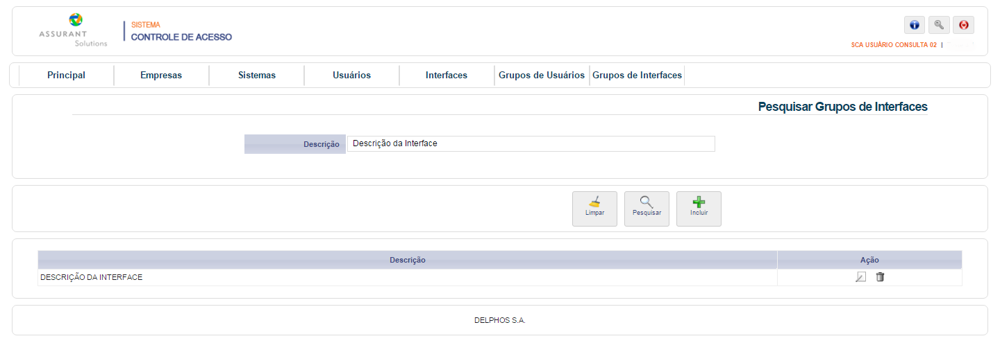 ASSURANT
Solutions
SISTEMA
CONTROLE DE ACESSO
SCA USUÁRIO CONSULTA 02 |
Principal Empresas Sistemas Usuários Interfaces Grupos de Usuários Grupos de Interfaces
Pesquisar Grupos de Interfaces
Descrição Descrição da Interface
Limpar Pesquisar Incluir
Descrição Ação
DESCRIÇÃO DA INTERFACE
DELPHOS S.A.